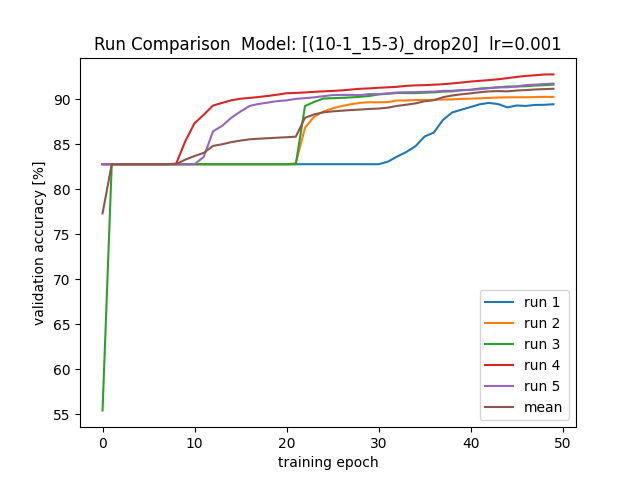 Run Comparison  Model: [(10-1_15-3)_drop20]  lr=0.001
validation accuracy [%]
90
85
80
75
70
65
60
55
0 10 20 30 40 50
training epoch
run 1
run 2
run 3
run 4
run 5
mean